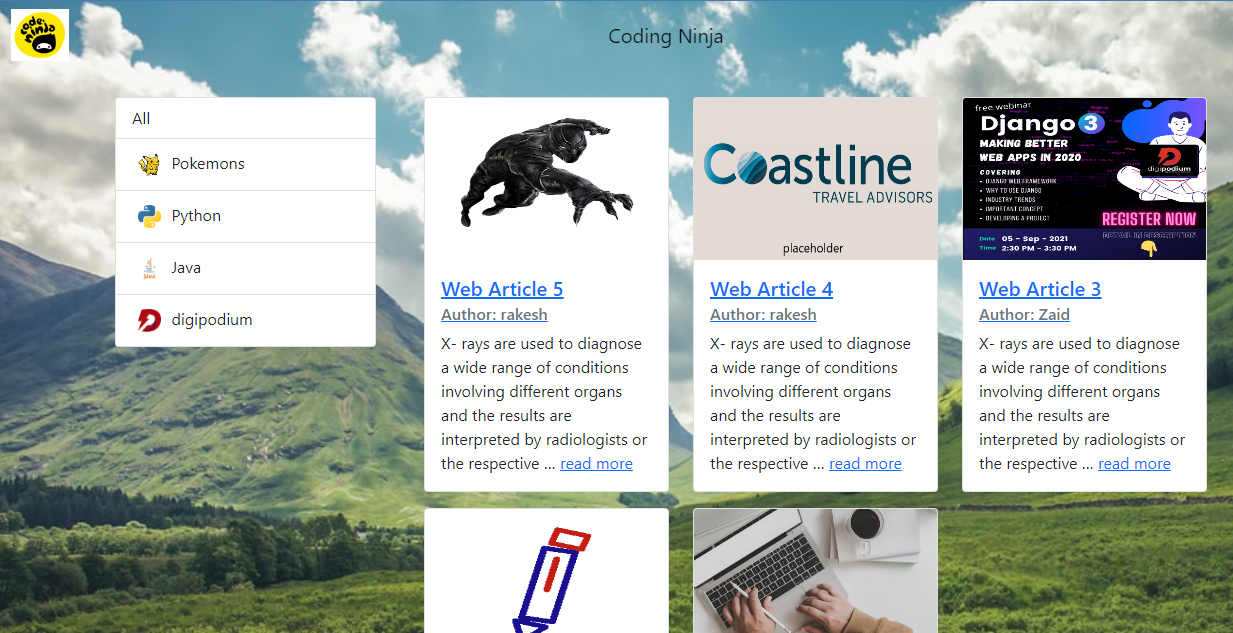 code ninja
Coding Ninja
All
Pokemons
Python
Java
digipodium
Web Article 5
Author: rakesh
X- rays are used to diagnose
a wide range of conditions
involving different organs
and the results are
interpreted by radiologists or
the respective ... read more
Coastline
TRAVEL ADVISORS
placeholder
Web Article 4
Author: rakesh
X- rays are used to diagnose
a wide range of conditions
involving different organs
and the results are
interpreted by radiologists or
the respective ... read more
free webinar
Django 3
MAKING BETTER
WEB APPS IN 2020
COVERING
• DJANGO WEB FRAMEWORK
• WHY TO USE DJANGO
• INDUSTRY TRENDS
• IMPORTANT CONCEPT
• DEVELOPING A PROJECT
digipodium
REGISTER NOW
DETAIL IN DESCRIPTION
Date 05 - Sep - 2021
Time 2:30 PM - 3:30 PM
Web Article 3
Author: Zaid
X- rays are used to diagnose
a wide range of conditions
involving different organs
and the results are
interpreted by radiologists or
the respective ... read more